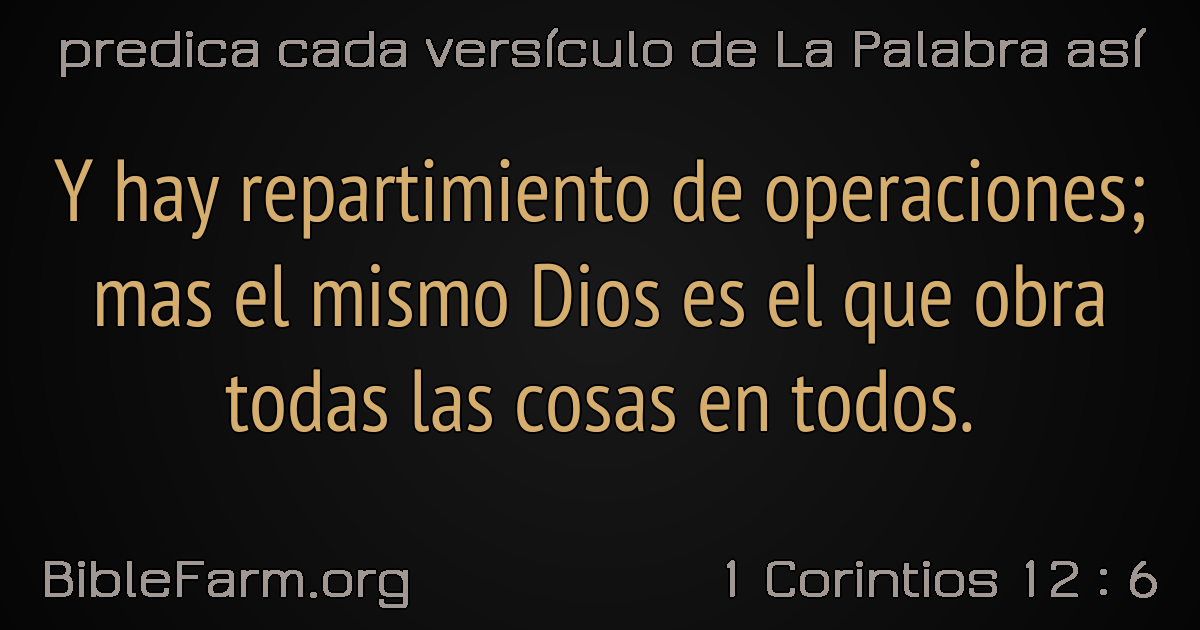 predica cada versículo de La Palabra así
Y hay repartimiento de operaciones;
mas el mismo Dios es el que obra
todas las cosas en todos.
BibleFarm.org
1 Corintios 12 : 6